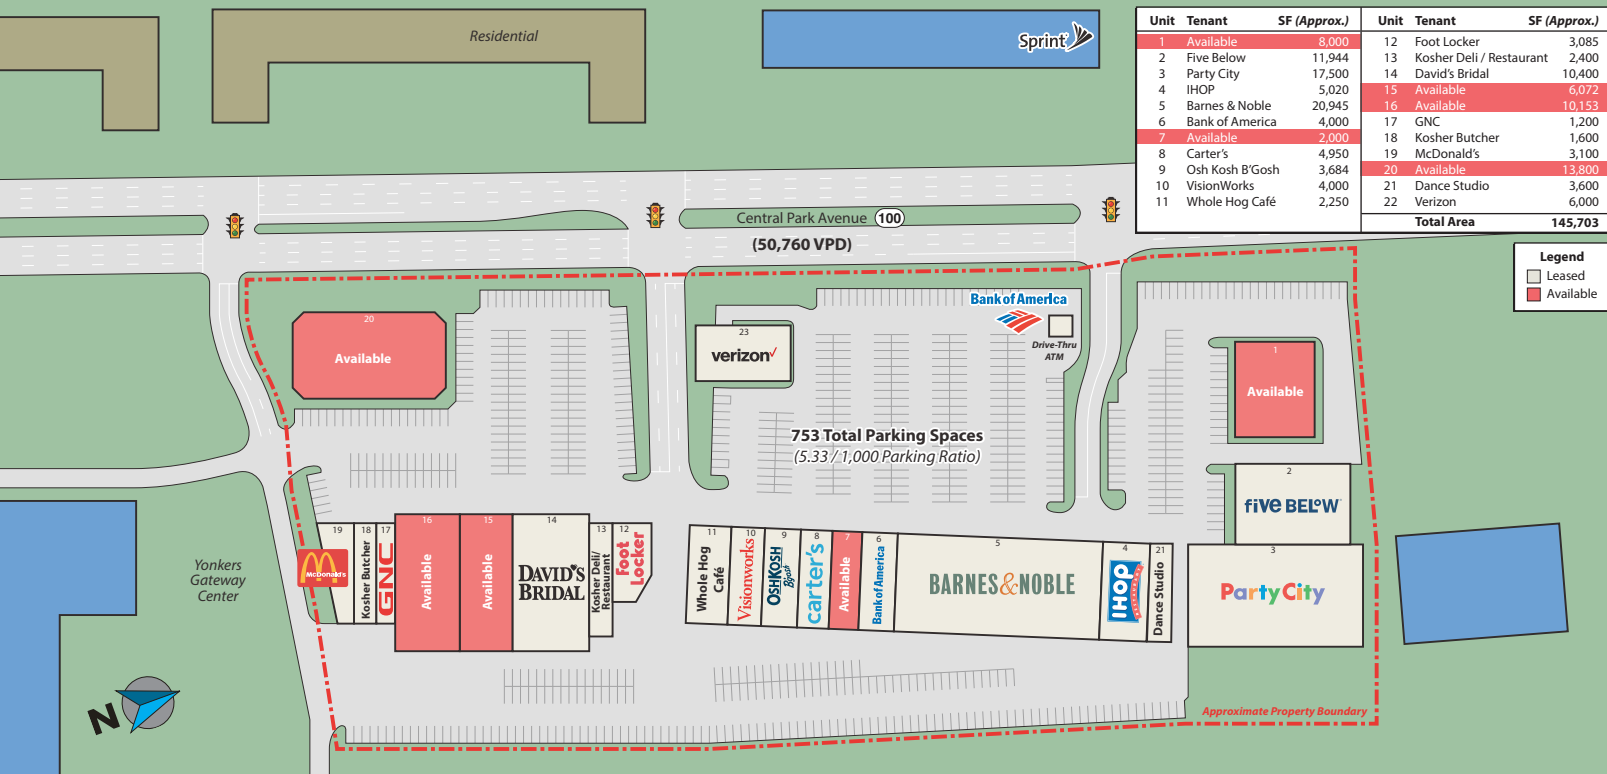 Residential
Sprint
Unit Tenant SF (Approx.)
1 Available 8,000
2 Five Below 11,944
3 Party City 17,500
4 IHOP 5,020
5 Barnes & Noble 20,945
6 Bank of America 4,000
7 Available 2,000
8 Carter's 4,950
9 Osh Kosh B'Gosh 3,684
10 VisionWorks 4,000
11 Whole Hog Café 2,250
Unit Tenant SF (Approx.)
12 Foot Locker 3,085
13 Kosher Deli / Restaurant 2,400
14 David's Bridal 10,400
15 Available 6,072
16 Available 10,153
17 GNC 1,200
18 Kosher Butcher 1,600
19 McDonald's 3,100
20 Available 13,800
21 Dance Studio 3,600
22 Verizon 6,000
Total Area 145,703
Central Park Avenue 100
(50,760 VPD)
Legend
Leased
Available
20
Available
23
verizon
Bank of America
Drive-Thru
ATM
1
Available
753 Total Parking Spaces
(5.33 / 1,000 Parking Ratio)
2
five BELOW
3
Party City
19
McDonald's
18
Kosher Butcher
17
GNC
16
Available
15
Available
14
DAVID'S
BRIDAL
13
Kosher Deli/
Restaurant
12
Foot
Locker
11
Whole Hog
Café
10
Visionworks
9
OSHKOSH
B'gosh
8
carter's
7
Available
6
Bank of America
5
BARNES&NOBLE
4
IHOP
21
Dance Studio
Yonkers
Gateway
Center
N
Approximate Property Boundary